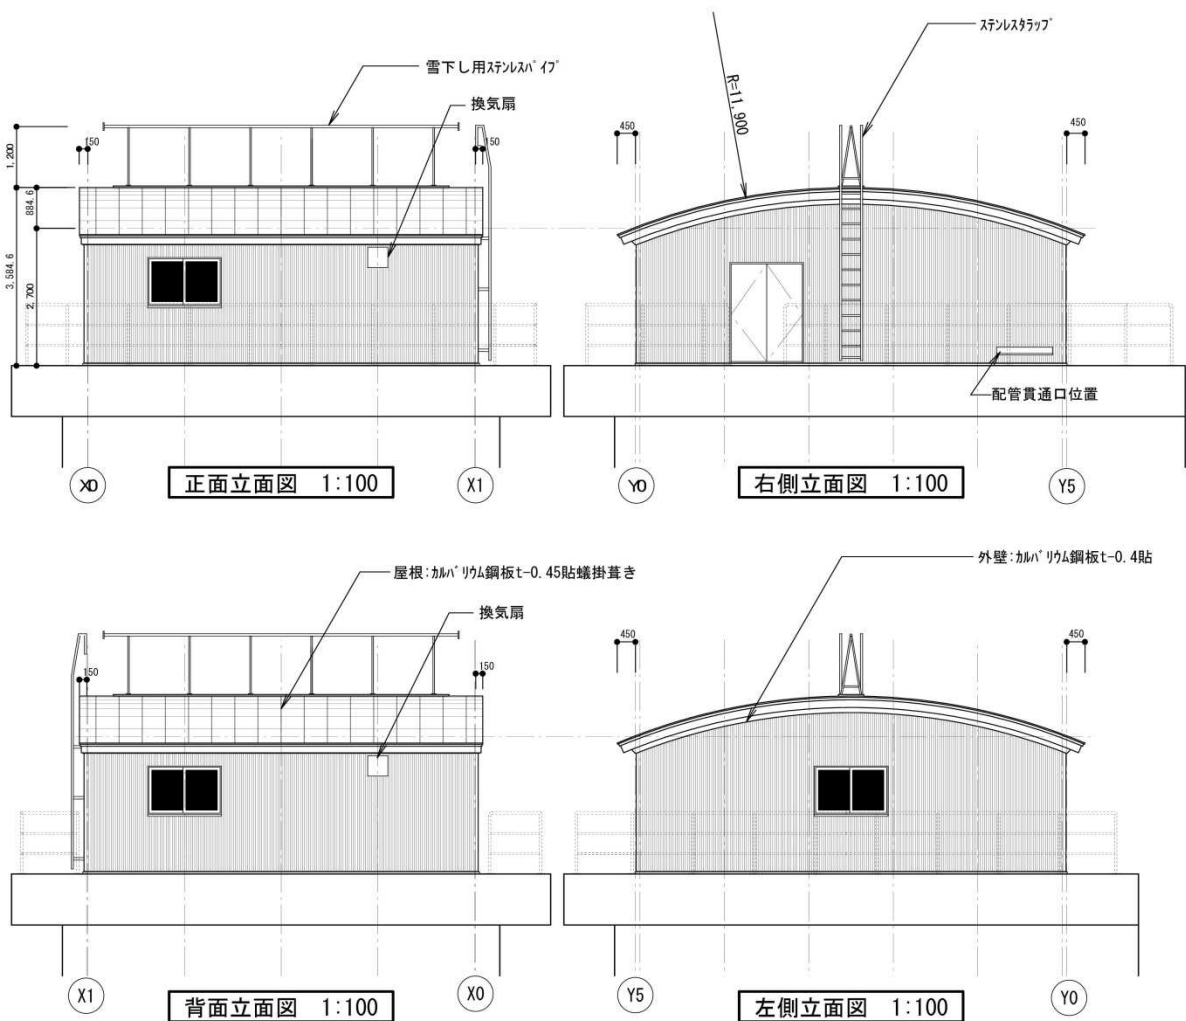 ステンレスタラップ
雪下し用ステンレスパイプ
換気扇
R=11,900
1,200
150
150
450
450
884.6
3,584.6
2,700
配管貫通口位置
X0
正面立面図 1:100
X1
Y0
右側立面図 1:100
Y5
屋根:カルバリウム鋼板t-0.45貼蟻掛葺き
外壁:カルバリウム鋼板t-0.4貼
換気扇
150
150
450
450
X1
背面立面図 1:100
X0
Y5
左側立面図 1:100
Y0